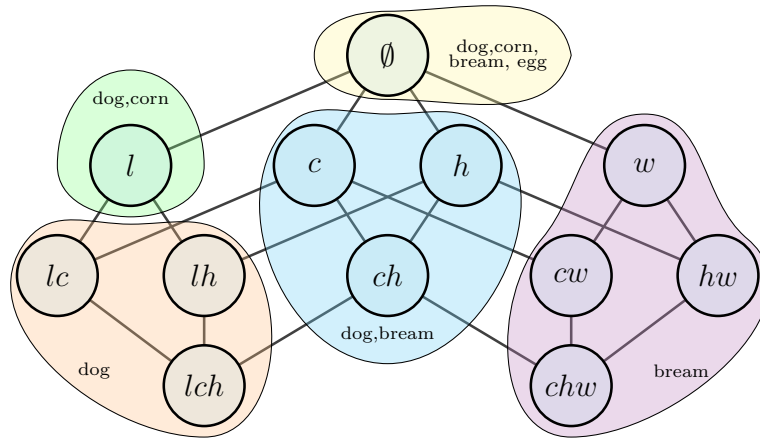 ∅
dog,corn,
bream, egg
dog,corn
l
c
h
w
lc
lh
ch
cw
hw
dog,bream
dog
lch
chw
bream